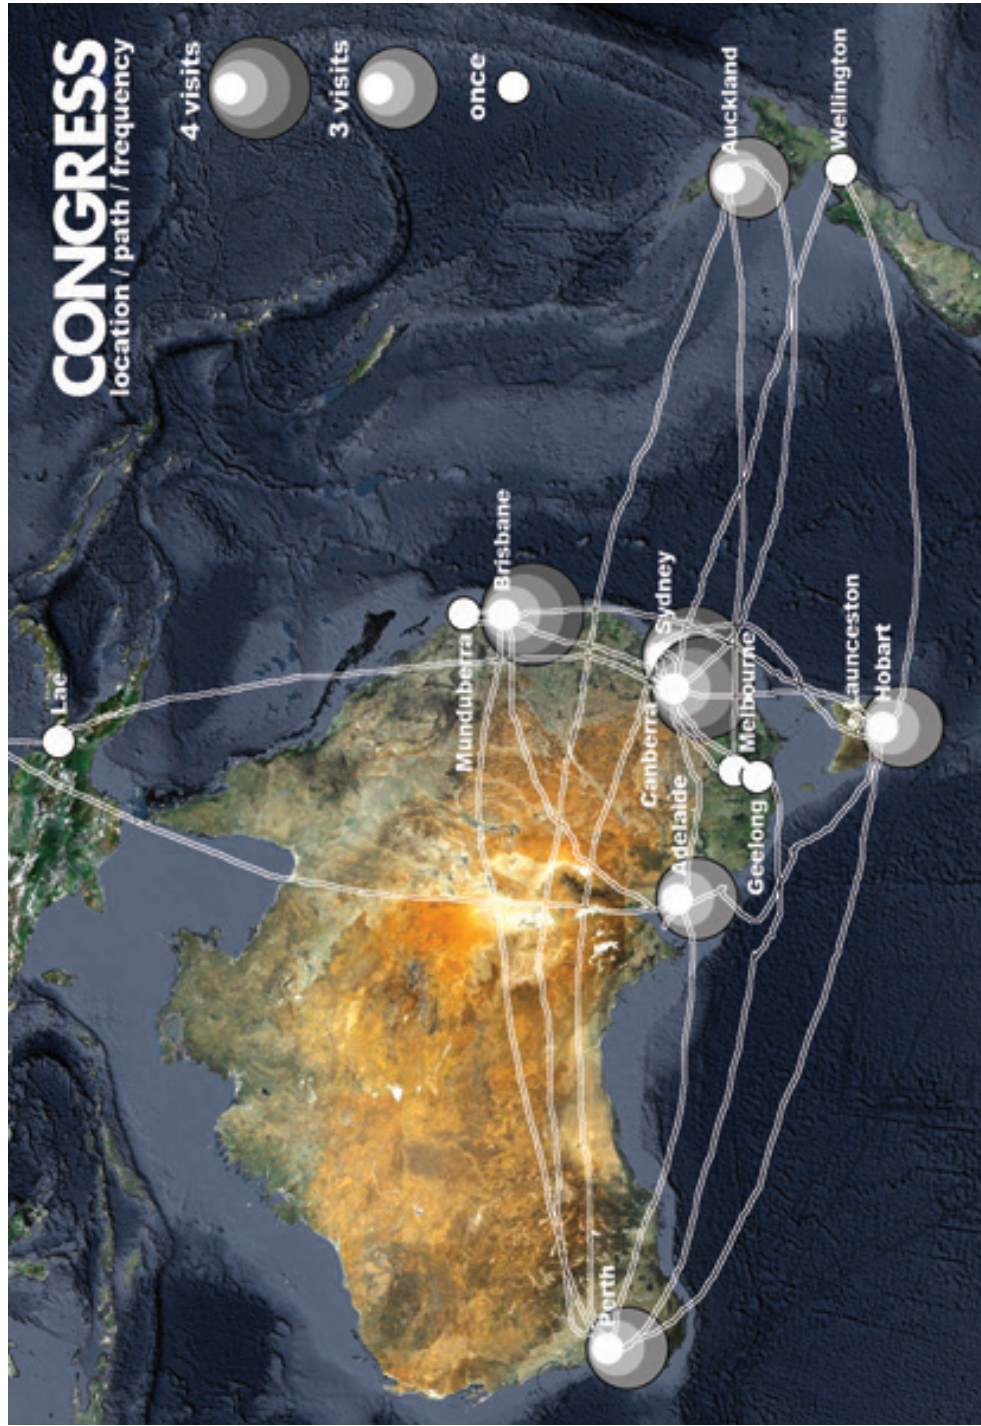 CONGRESS
location / path / frequency
4 visits
3 visits
once
Lae
Munduberra
Brisbane
Auckland
Wellington
Sydney
Canberra
Melbourne
Adelaide
Geelong
Launceston
Hobart
Perth